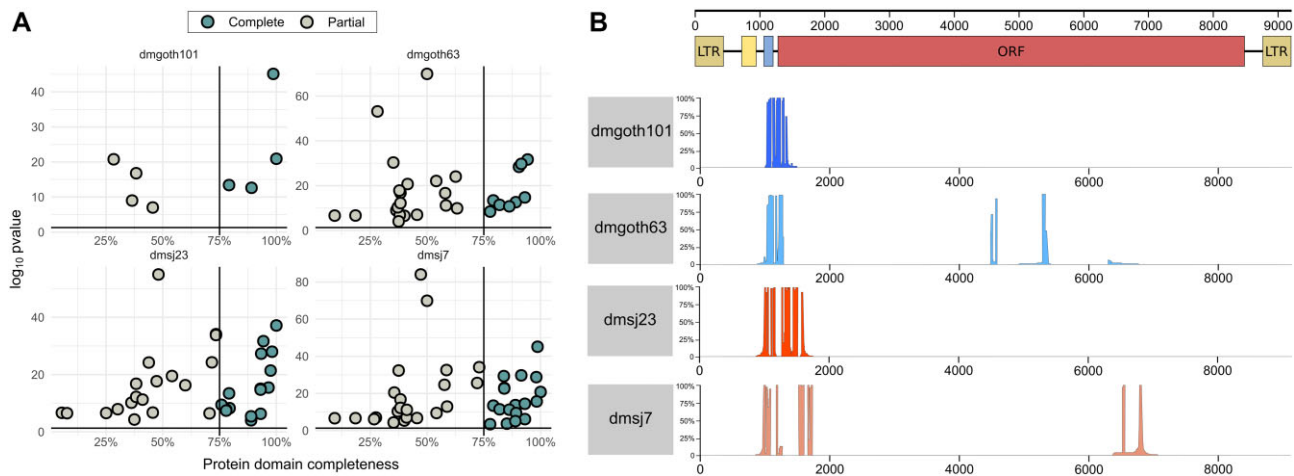 A
Complete
Partial
dmgoth101
dmgoth63
40
30
20
10
0
25%
50%
75%
100%
60
40
20
0
25%
50%
75%
100%
log10 pvalue
dmsj23
dmsj7
40
20
0
25%
50%
75%
100%
80
60
40
20
0
25%
50%
75%
100%
Protein domain completeness
B
0 1000 2000 3000 4000 5000 6000 7000 8000 9000
LTR ORF LTR
dmgoth101
100%
75%
50%
25%
0%
0 2000 4000 6000 8000
dmgoth63
100%
75%
50%
25%
0%
0 2000 4000 6000 8000
dmsj23
100%
75%
50%
25%
0%
0 2000 4000 6000 8000
dmsj7
100%
75%
50%
25%
0%
0 2000 4000 6000 8000